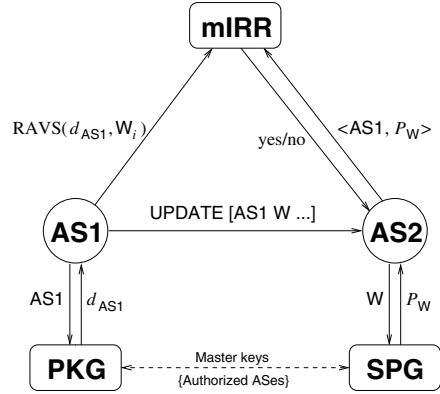 mIRR
RAVS(d_AS1, W_i)
<AS1, P_W>
yes/no
UPDATE [AS1 W ...]
AS1
AS2
AS1
d_AS1
W
P_W
Master keys
PKG
SPG
{Authorized ASes}